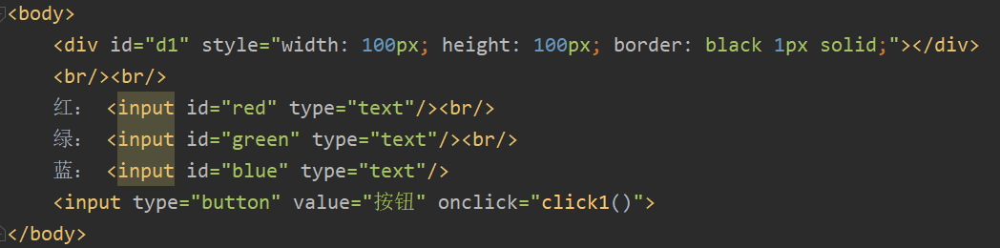 <body>
<div id="d1" style="width: 100px; height: 100px; border: black 1px solid;"></div>
<br/><br/>
红： <input id="red" type="text"/><br/>
绿： <input id="green" type="text"/><br/>
蓝： <input id="blue" type="text"/>
<input type="button" value="按钮" onclick="click1()">
</body>